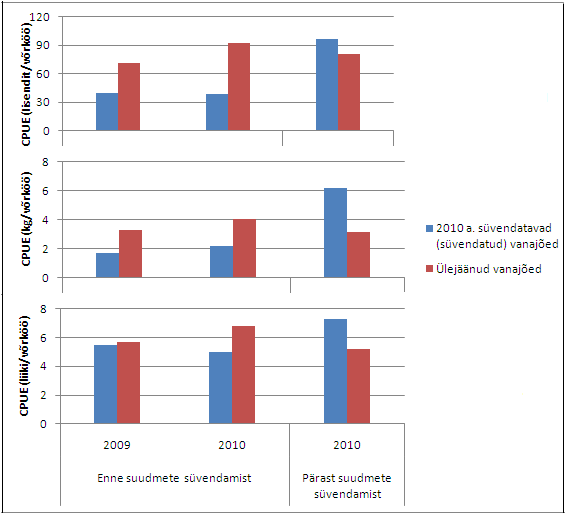 120
90
60
30
0
CPUE (iisendit/võrköö)
8
6
4
2
0
CPUE (kg/võrköö)
8
6
4
2
0
CPUE (liiki/võrköö)
2009
2010
2010
Enne suudmete süvendamist
Pärast suudmete
süvendamist
2010 a. süvendatavad
(süvendatud) vanajõed
Ülejäänud vanajõed